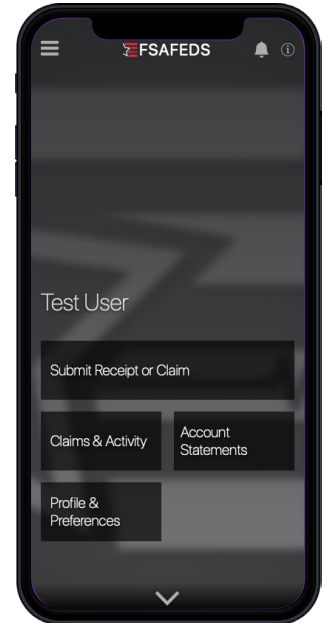 FSAFEDS
Test User
Submit Receipt or Claim
Claims & Activity
Account
Statements
Profile &
Preferences